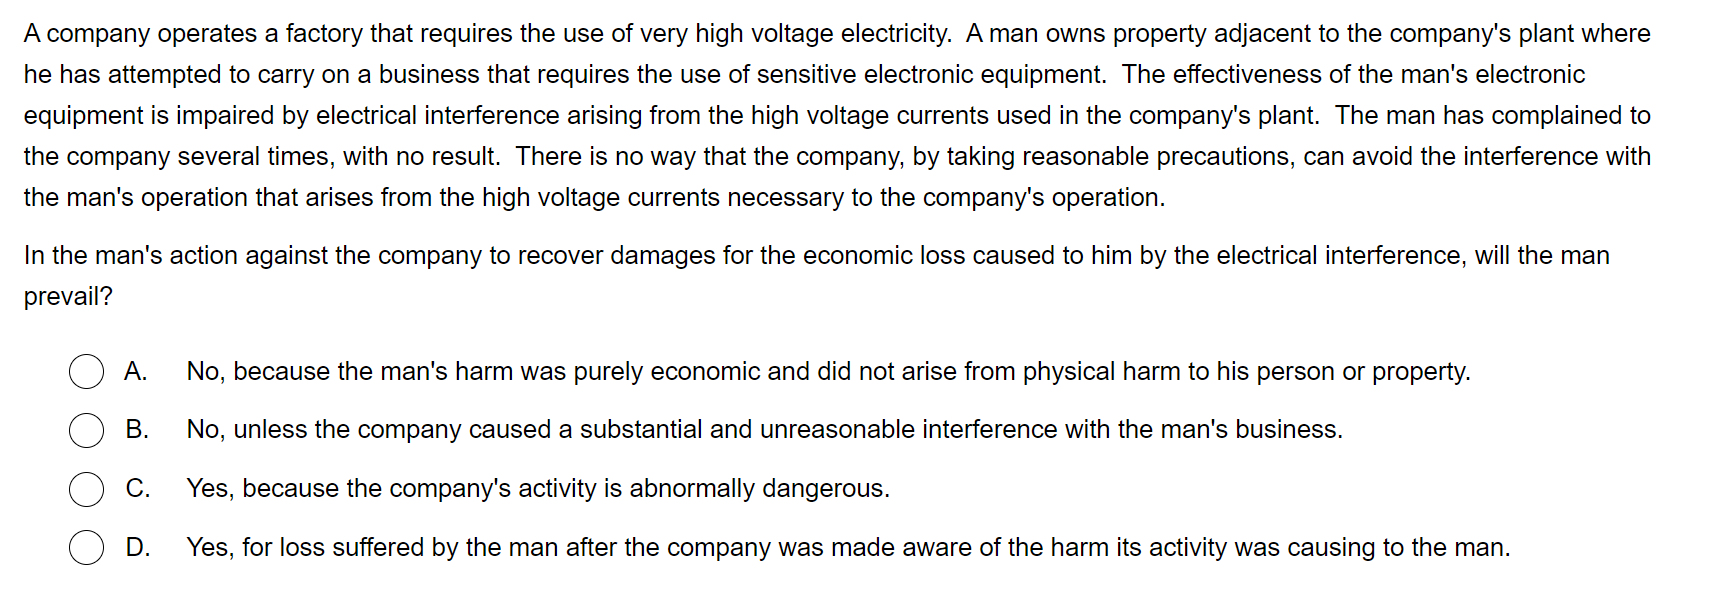 A company operates a factory that requires the use of very high voltage electricity.  A man owns property adjacent to the company's plant where
he has attempted to carry on a business that requires the use of sensitive electronic equipment.  The effectiveness of the man's electronic
equipment is impaired by electrical interference arising from the high voltage currents used in the company's plant.  The man has complained to
the company several times, with no result.  There is no way that the company, by taking reasonable precautions, can avoid the interference with
the man's operation that arises from the high voltage currents necessary to the company's operation.
In the man's action against the company to recover damages for the economic loss caused to him by the electrical interference, will the man
prevail?
A. No, because the man's harm was purely economic and did not arise from physical harm to his person or property.
B. No, unless the company caused a substantial and unreasonable interference with the man's business.
C. Yes, because the company's activity is abnormally dangerous.
D. Yes, for loss suffered by the man after the company was made aware of the harm its activity was causing to the man.